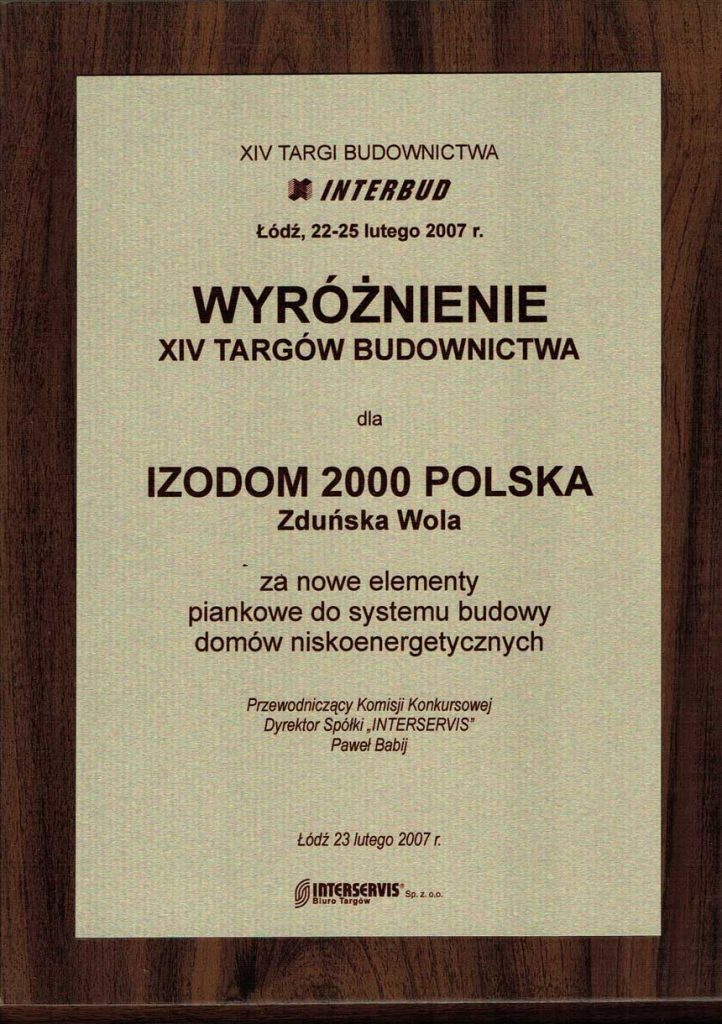 XIV TARGI BUDOWNICTWA
INTERBUD
Łódź, 22-25 lutego 2007 r.
WYRÓŻNIENIE
XIV TARGÓW BUDOWNICTWA
dla
IZODOM 2000 POLSKA
Zduńska Wola
za nowe elementy
piankowe do systemu budowy
domów niskoenergetycznych
Przewodniczący Komisji Konkursowej
Dyrektor Spółki „INTERSERVIS”
Paweł Babij
Łódź 23 lutego 2007 r.
INTERSERVIS® Sp. z. o.o.
Biuro Targów